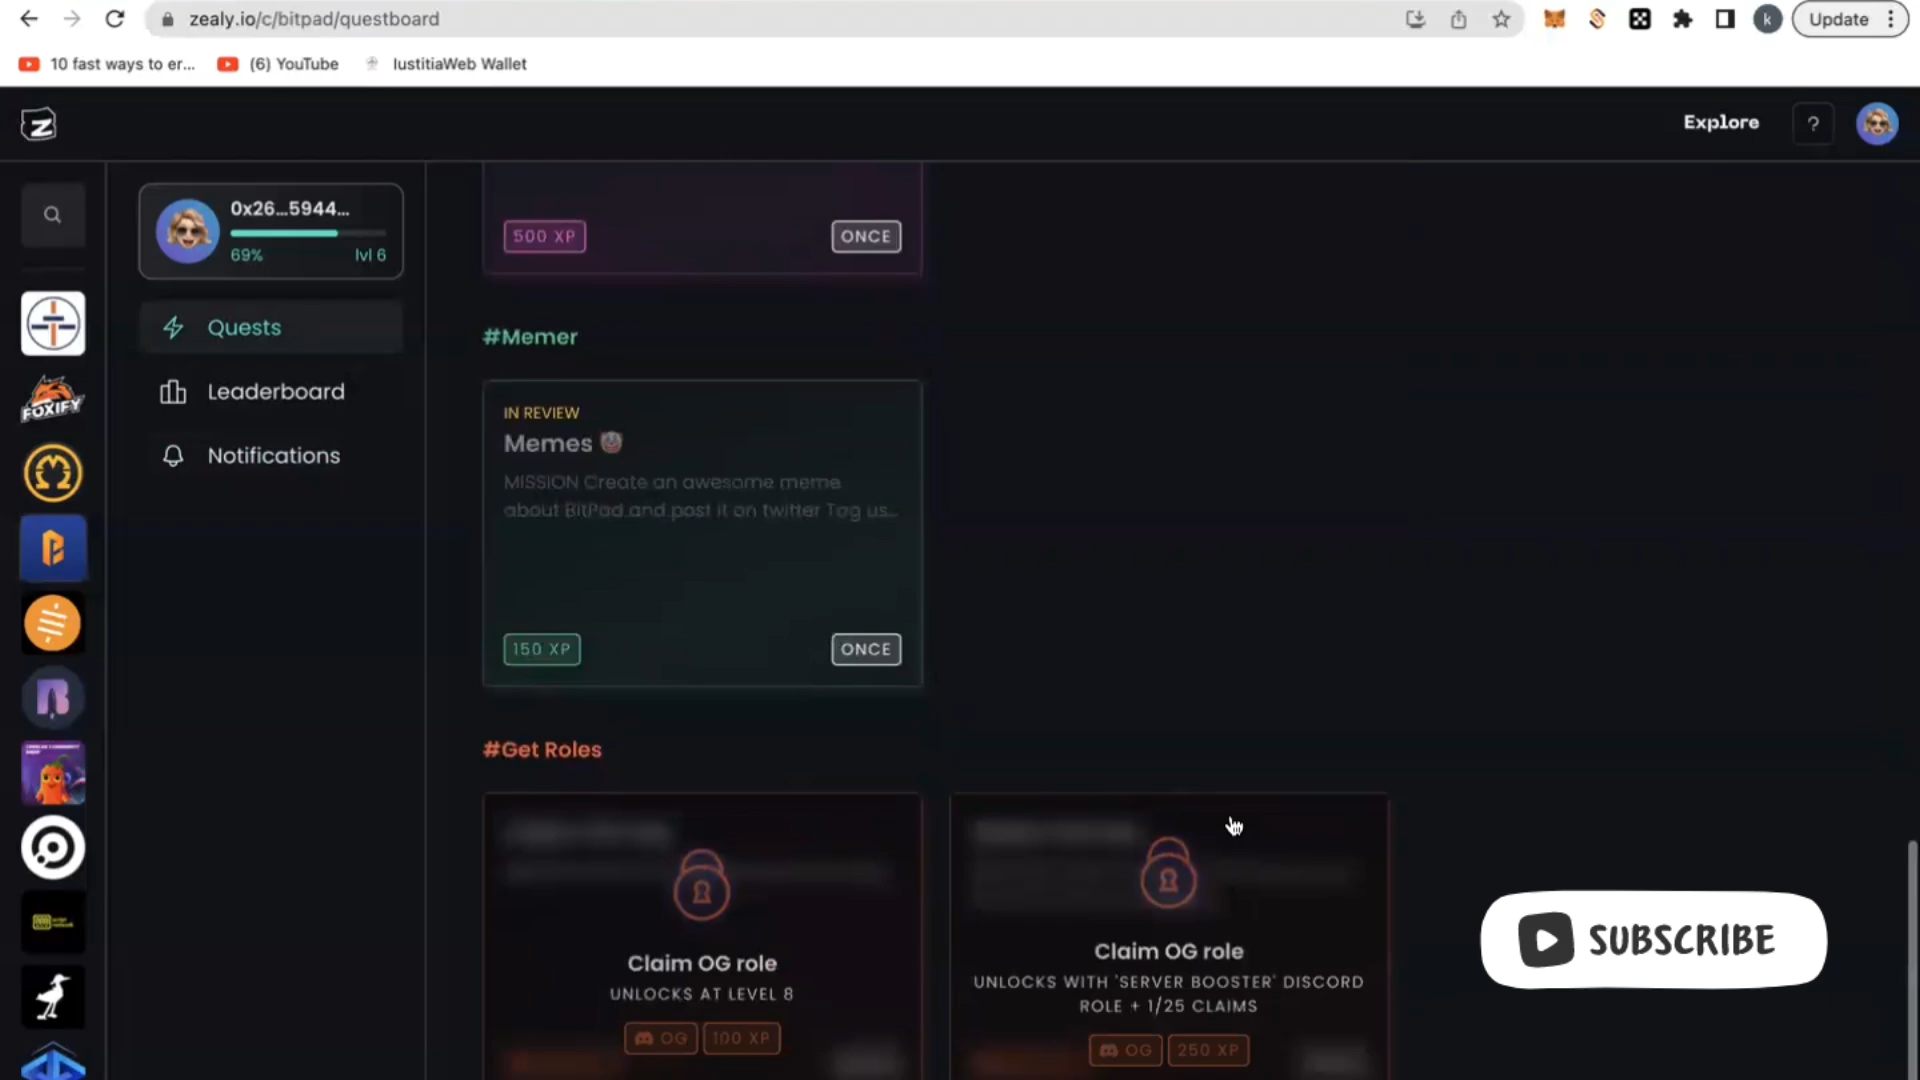 zealy.io/c/bitpad/questboard
k
Update
10 fast ways to er...
(6) YouTube
IustitiaWeb Wallet
Explore
?
0x26...5944...
69%
lvl 6
Quests
Leaderboard
Notifications
FOXIFY
500 XP
ONCE
#Memer
IN REVIEW
Memes 🤡
MISSION Create an awesome meme
about BitPad and post it on twitter Tag us...
150 XP
ONCE
#Get Roles
Claim OG role
UNLOCKS AT LEVEL 8
OG
100 XP
Claim OG role
UNLOCKS WITH 'SERVER BOOSTER' DISCORD
ROLE + 1/25 CLAIMS
OG
250 XP
SUBSCRIBE